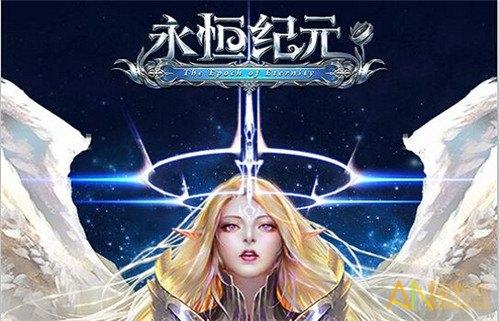 永恒纪元
The Epoch of Eternity